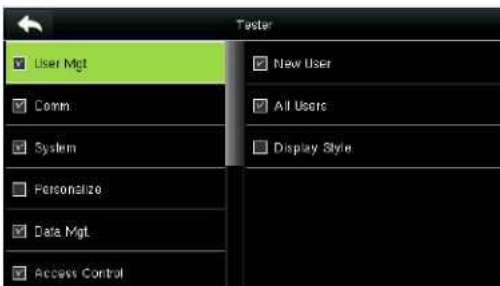 Tester
User Mgt.
Comm.
System
Personalize
Data Mgt.
Access Control
New User
All Users
Display Style